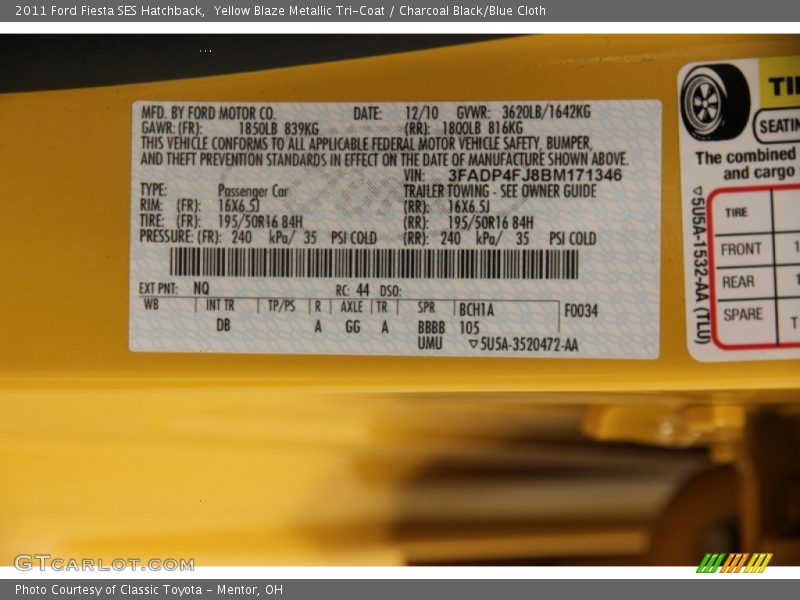 2011 Ford Fiesta SES Hatchback,  Yellow Blaze Metallic Tri-Coat / Charcoal Black/Blue Cloth
MFD. BY FORD MOTOR CO. DATE: 12/10 GVWR: 3620LB/1642KG
GAWR: (FR): 1850LB 839KG (RR): 1800LB 816KG
THIS VEHICLE CONFORMS TO ALL APPLICABLE FEDERAL MOTOR VEHICLE SAFETY, BUMPER,
AND THEFT PREVENTION STANDARDS IN EFFECT ON THE DATE OF MANUFACTURE SHOWN ABOVE.
VIN: 3FADP4FJ8BM171346
TYPE: Passenger Car TRAILER TOWING - SEE OWNER GUIDE
RIM: (FR): 16X6.5J (RR): 16X6.5J
TIRE: (FR): 195/50R16 84H (RR): 195/50R16 84H
PRESSURE: (FR): 240 kPa/ 35 PSI COLD (RR): 240 kPa/ 35 PSI COLD
EXT PNT: NQ RC: 44 DSO:
WB INT TR TP/PS R AXLE TR SPR BCH1A F0034
DB A GG A BBBB 105
UMU ▽5U5A-3520472-AA
TI
SEATIN
The combined
and cargo
▽5U5A-1532-AA (TLU)
TIRE
FRONT 1
REAR
SPARE T
GTCARLOT.COM
Photo Courtesy of Classic Toyota - Mentor, OH